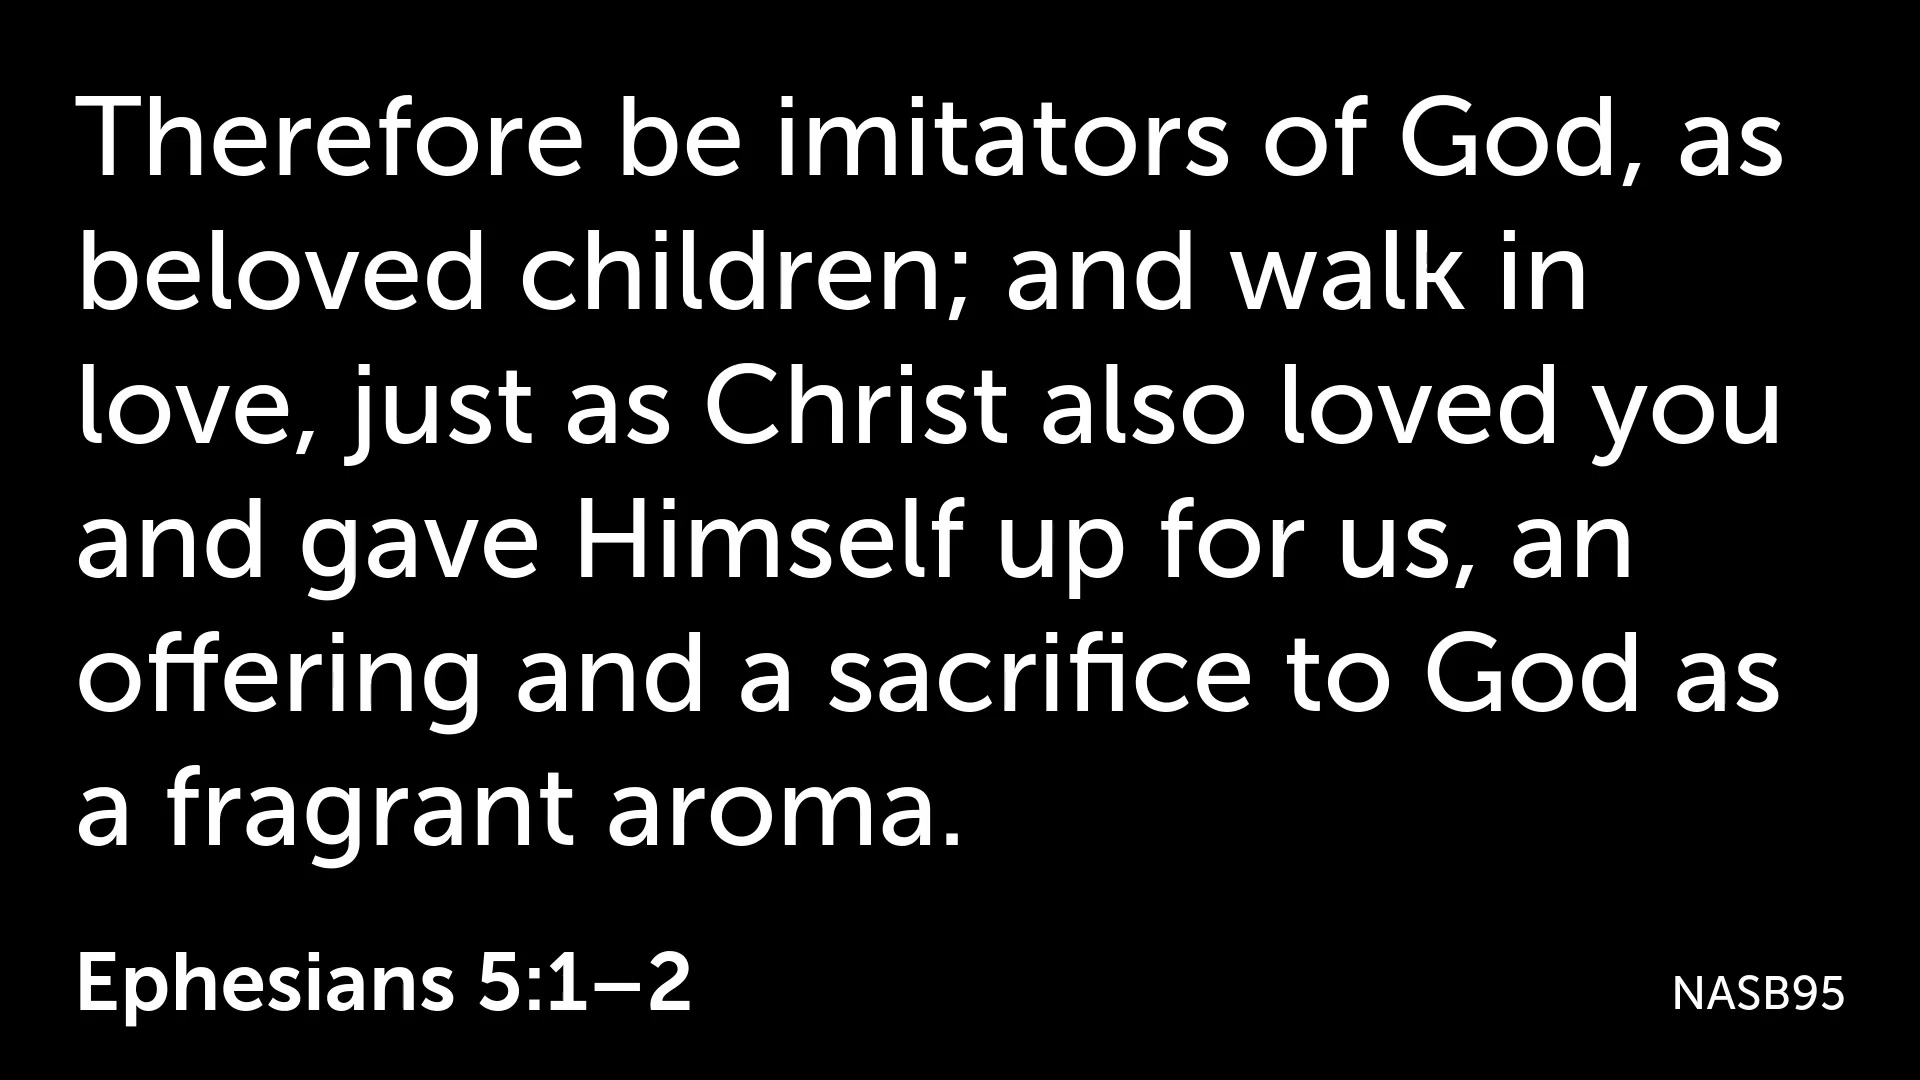 Therefore be imitators of God, as
beloved children; and walk in
love, just as Christ also loved you
and gave Himself up for us, an
offering and a sacrifice to God as
a fragrant aroma.
Ephesians 5:1–2
NASB95